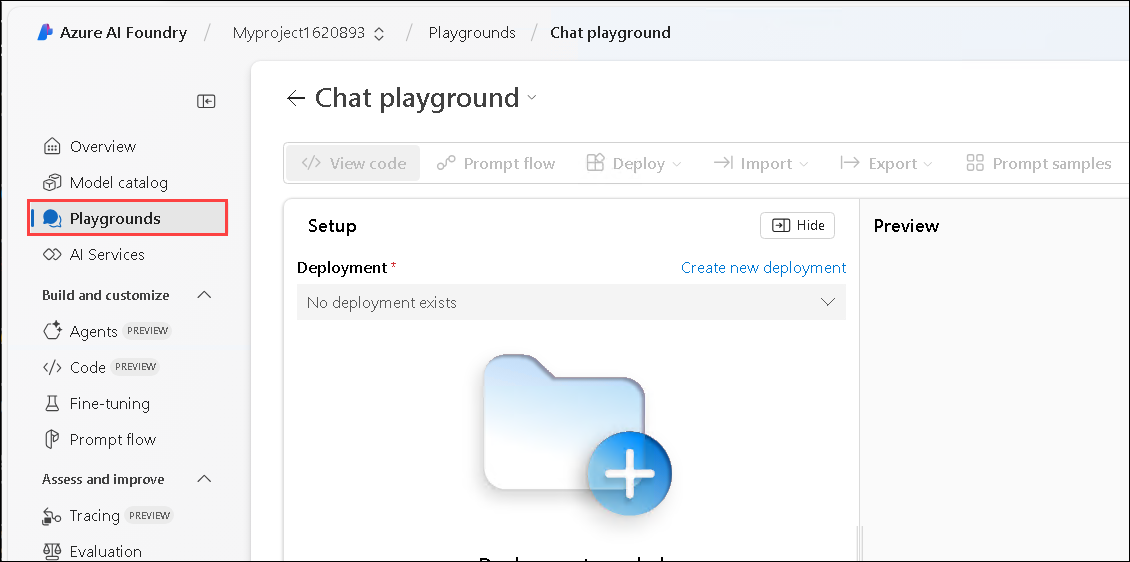 Azure AI Foundry / Myproject1620893 / Playgrounds / Chat playground
Chat playground
Overview
Model catalog
Playgrounds
AI Services
Build and customize
Agents PREVIEW
Code PREVIEW
Fine-tuning
Prompt flow
Assess and improve
Tracing PREVIEW
Evaluation
View code Prompt flow Deploy Import Export Prompt samples
Setup Hide
Deployment * Create new deployment
No deployment exists
Preview